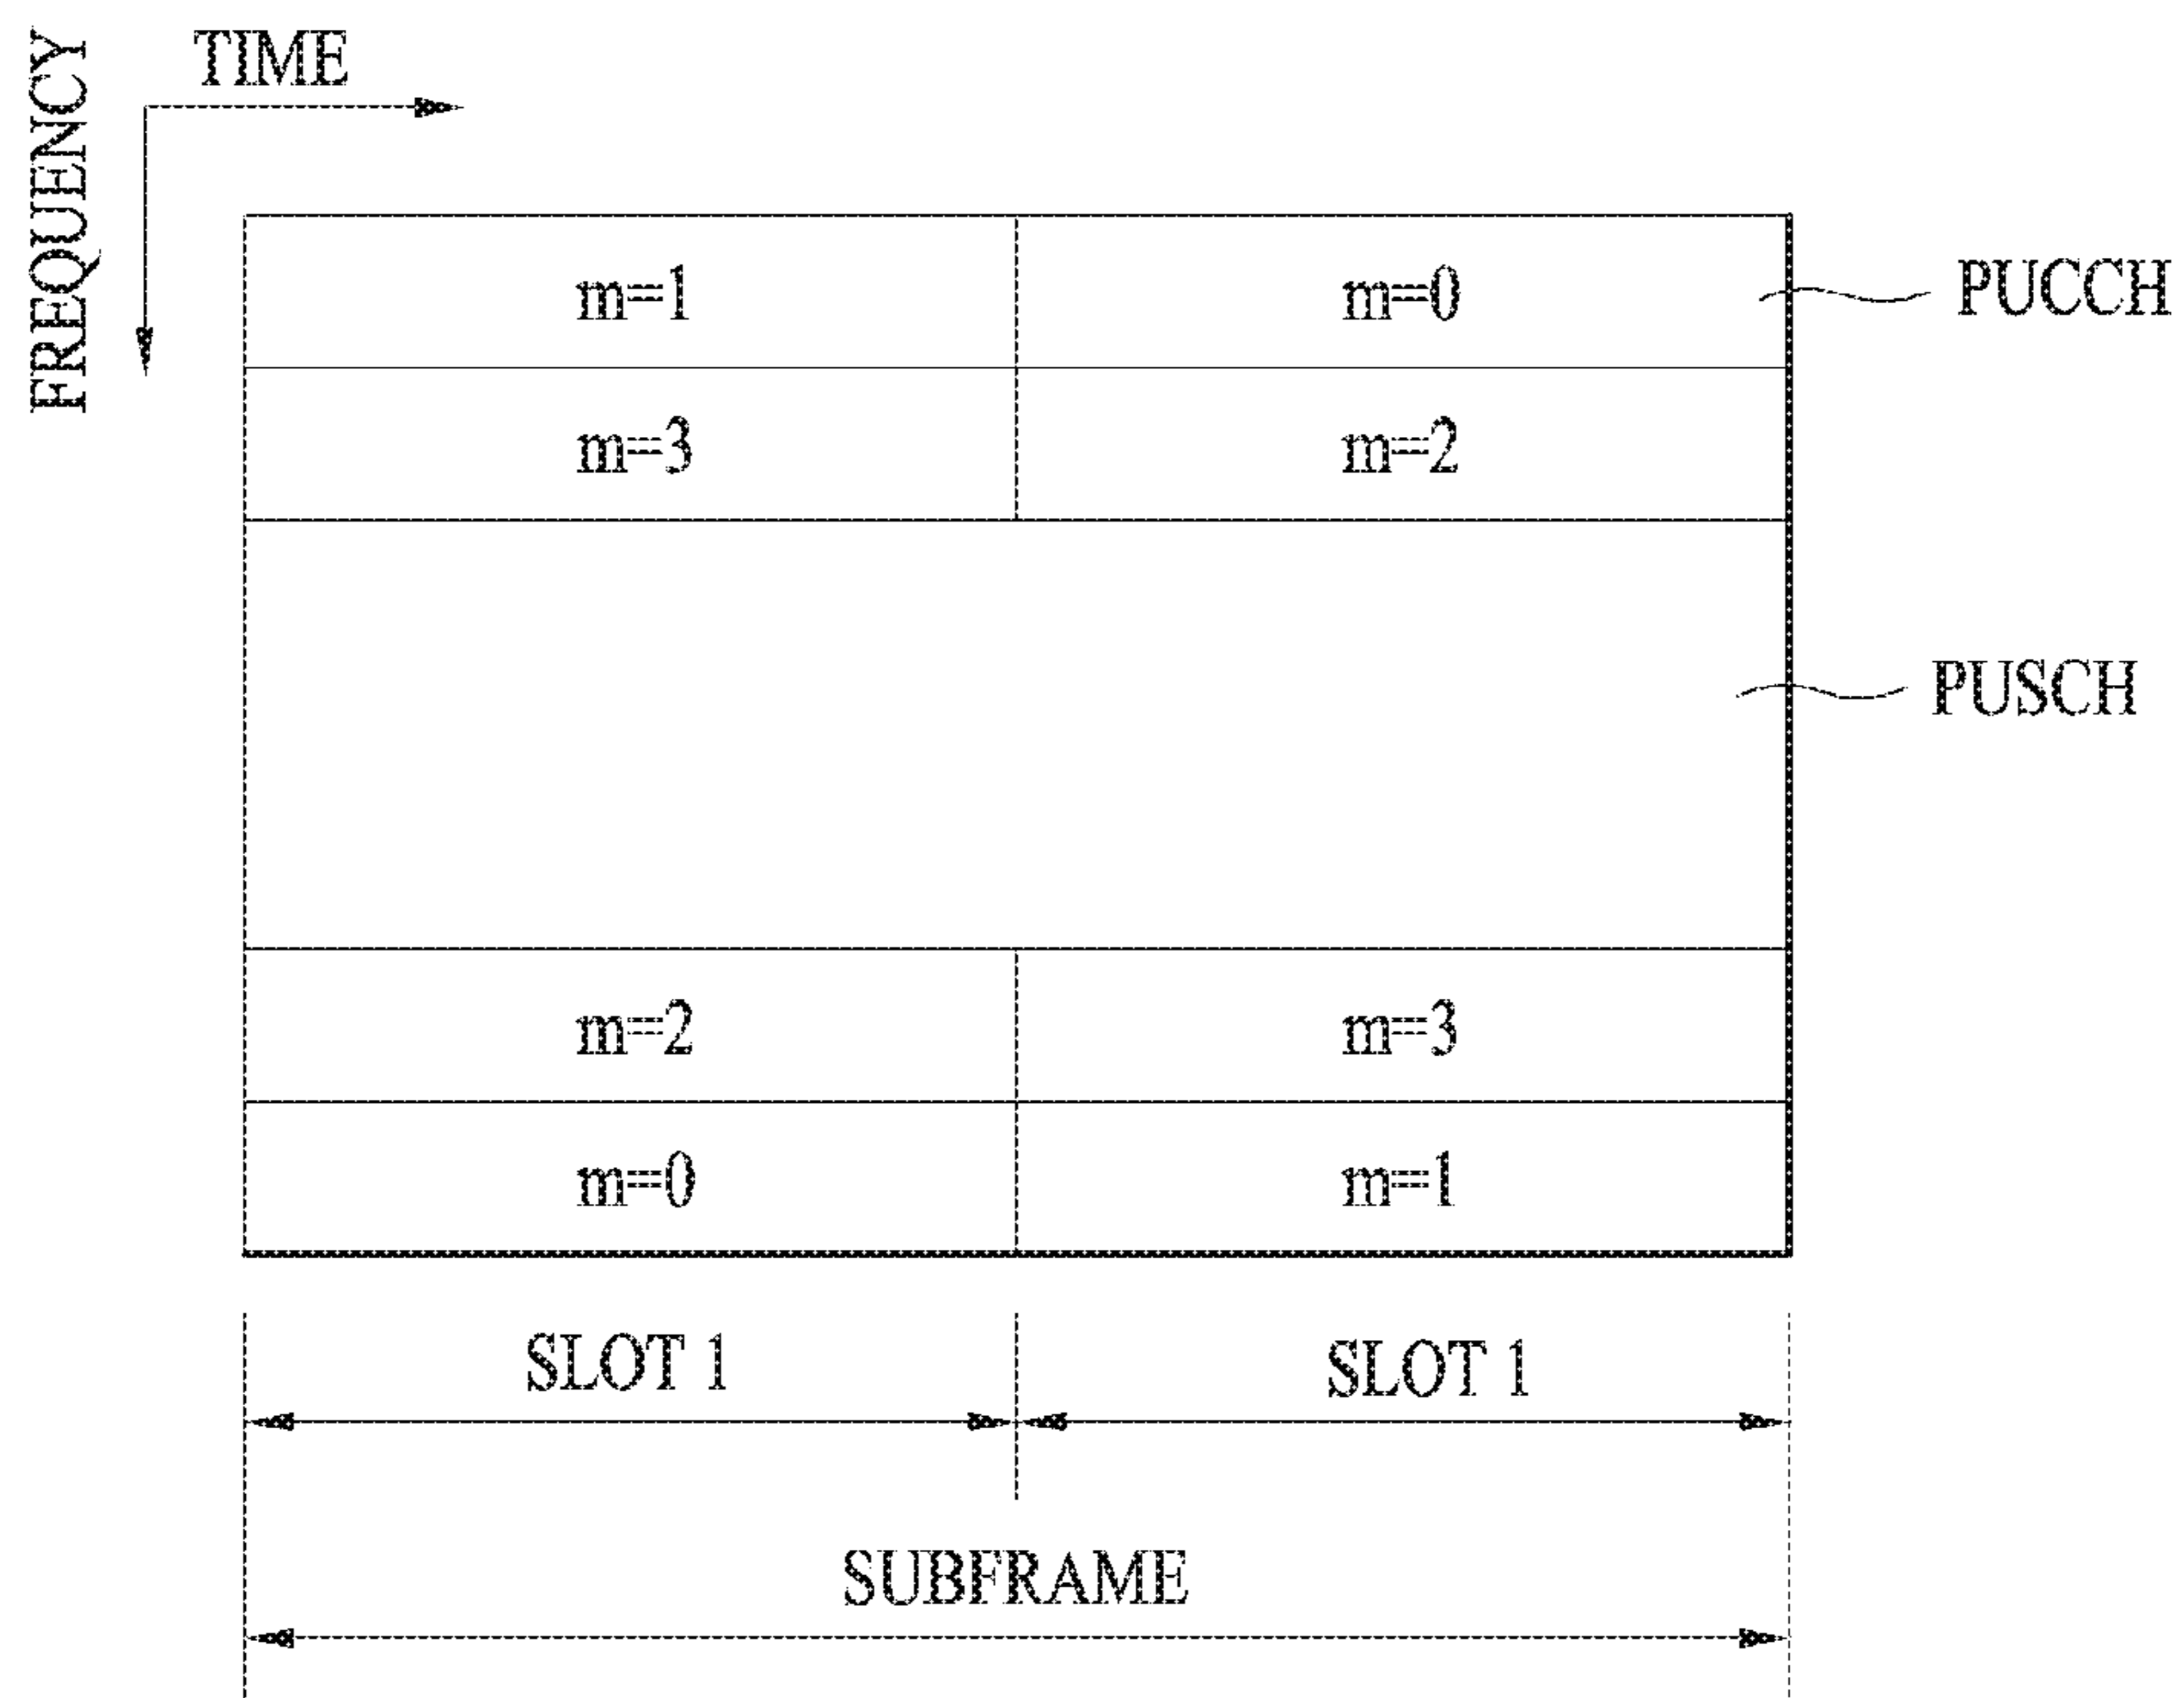 TIME
FREQUENCY
m=1
m=0
PUCCH
m=3
m=2
PUSCH
m=2
m=3
m=0
m=1
SLOT 1
SLOT 1
SUBFRAME